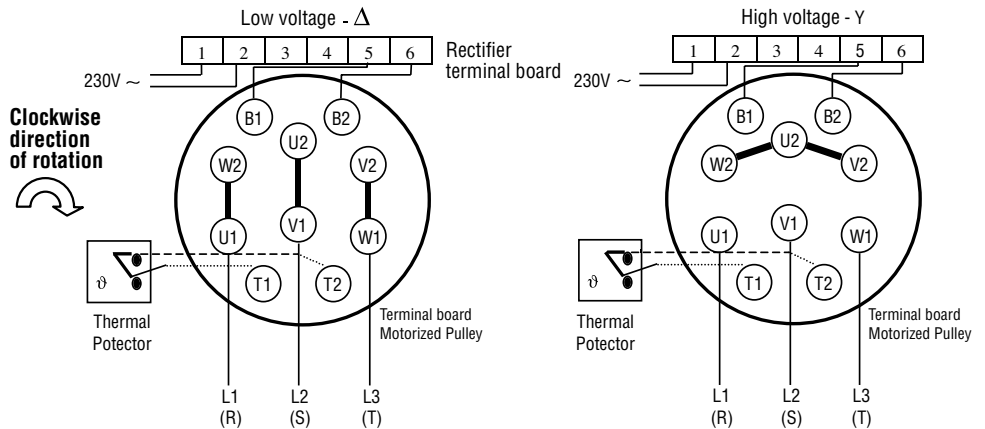 Low voltage - Δ
1 2 3 4 5 6
Rectifier
terminal board
230V ~
Clockwise
direction
of rotation
B1 B2
U2
W2 V2
V1
U1 W1
T1 T2
ϑ
Thermal
Potector
Terminal board
Motorized Pulley
L1 L2 L3
(R) (S) (T)
High voltage - Y
1 2 3 4 5 6
230V ~
B1 B2
U2
W2 V2
V1
U1 W1
T1 T2
ϑ
Thermal
Potector
Terminal board
Motorized Pulley
L1 L2 L3
(R) (S) (T)